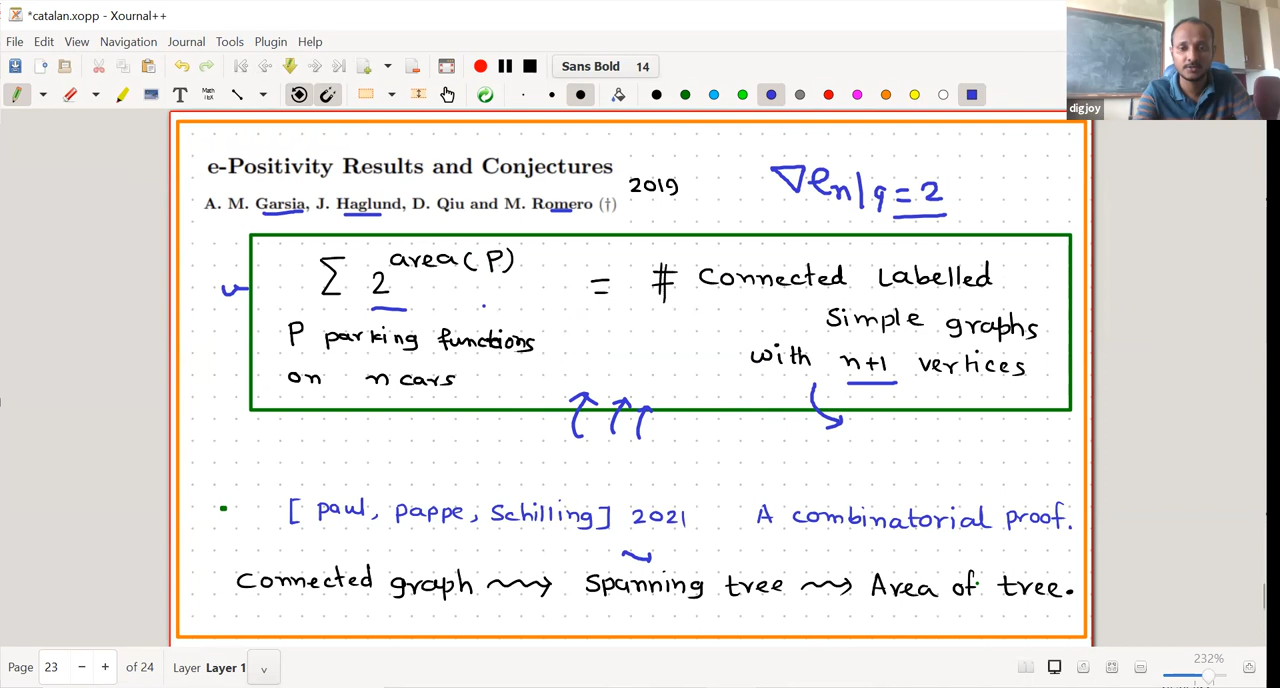 *catalan.xopp - Xournal++
File Edit View Navigation Journal Tools Plugin Help
Sans Bold 14
digjoy
e-Positivity Results and Conjectures
2019
∇en|q=2
A. M. Garsia, J. Haglund, D. Qiu and M. Romero (†)
∑ 2^area(P) = # Connected Labelled
Simple graphs
P parking functions
with n+1 vertices
on n cars
[ paul, pappe, Schilling] 2021 A combinatorial proof.
Connected graph ⇝ Spanning tree ⇝ Area of tree.
Page 23 − + of 24 Layer Layer 1
232%